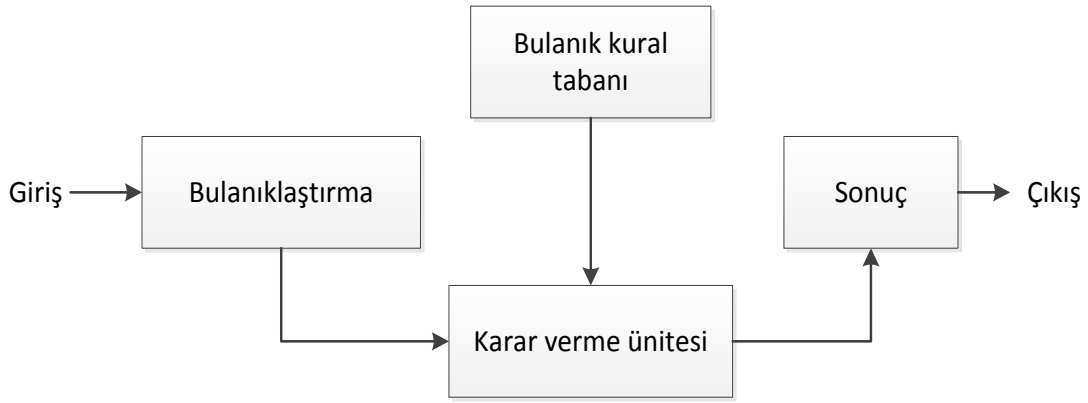 Bulanık kural
tabanı
Giriş
Bulanıklaştırma
Sonuç
Çıkış
Karar verme ünitesi